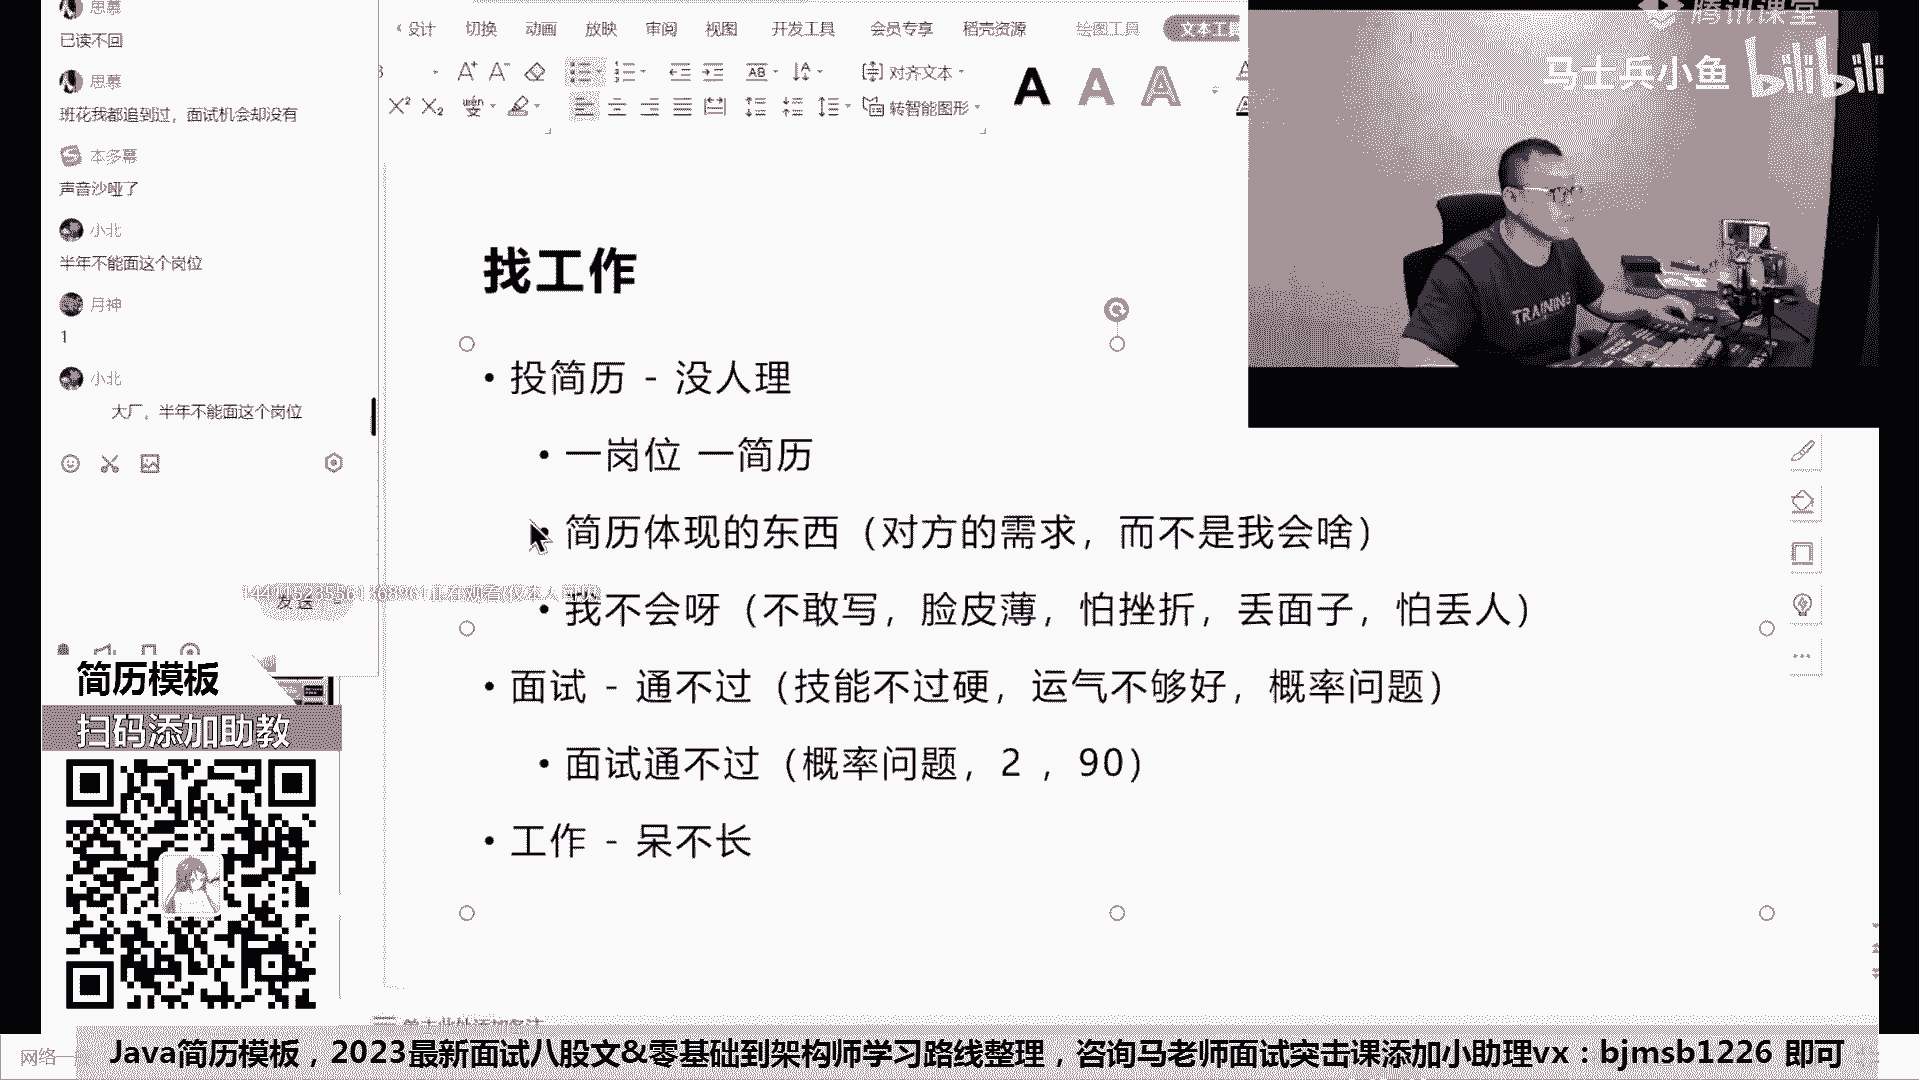 思慕
已读不回
思慕
班花我都追到过，面试机会却没有
本多幕
声音沙哑了
小北
半年不能面这个岗位
月神
1
小北
大厂，半年不能面这个岗位
发送
设计 切换 动画 放映 审阅 视图 开发工具 会员专享 稻壳资源 绘图工具 文本工具
对齐文本
转智能图形
腾讯课堂
马士兵小鱼 bilibili
找工作
• 投简历 - 没人理
• 一岗位 一简历
• 简历体现的东西（对方的需求，而不是我会啥）
• 我不会呀（不敢写，脸皮薄，怕挫折，丢面子，怕丢人）
• 面试 - 通不过（技能不过硬，运气不够好，概率问题）
• 面试通不过（概率问题，2 ，90）
• 工作 - 呆不长
TRAINING
简历模板
扫码添加助教
单击此处添加备注
网络一
Java简历模板，2023最新面试八股文&零基础到架构师学习路线整理，咨询马老师面试突击课添加小助理vx：bjmsb1226 即可